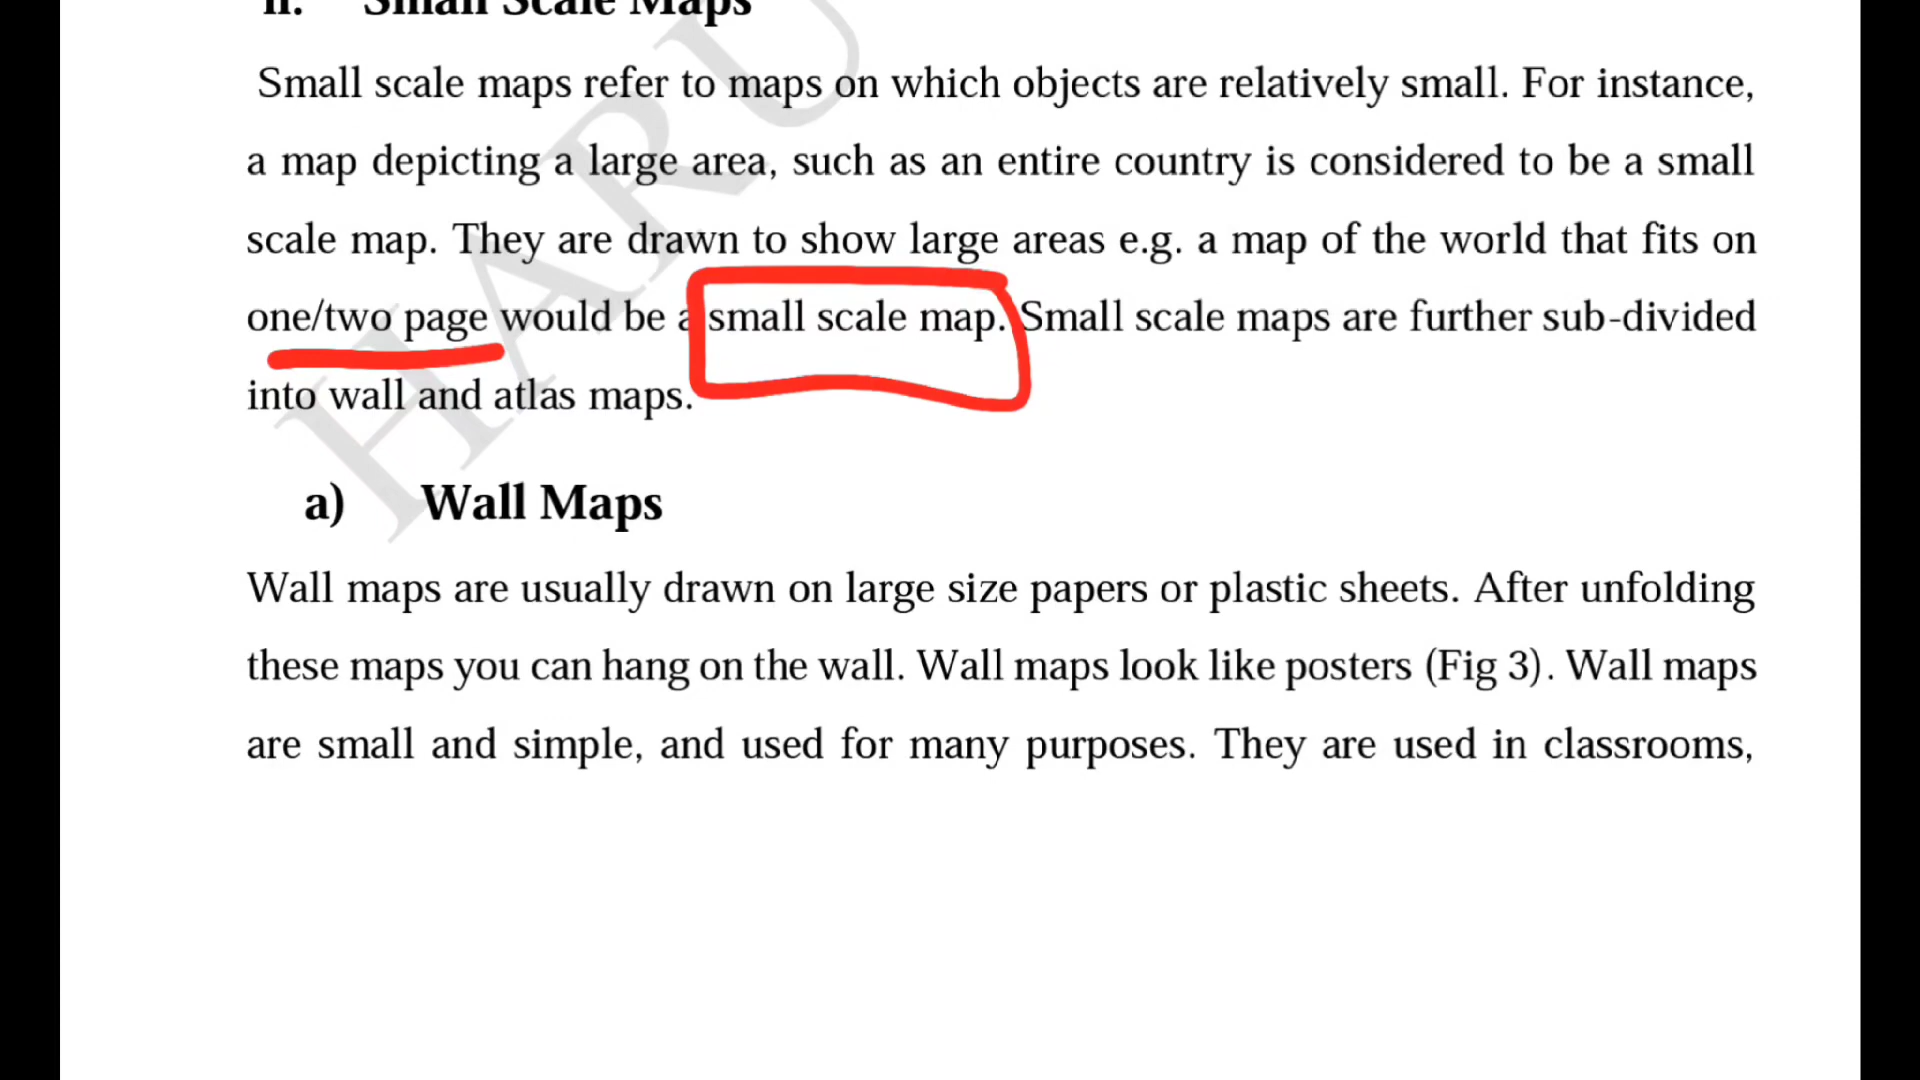 ii. Small Scale Maps
Small scale maps refer to maps on which objects are relatively small. For instance,
a map depicting a large area, such as an entire country is considered to be a small
scale map. They are drawn to show large areas e.g. a map of the world that fits on
one/two page would be a small scale map. Small scale maps are further sub-divided
into wall and atlas maps.
a) Wall Maps
Wall maps are usually drawn on large size papers or plastic sheets. After unfolding
these maps you can hang on the wall. Wall maps look like posters (Fig 3). Wall maps
are small and simple, and used for many purposes. They are used in classrooms,
HARU